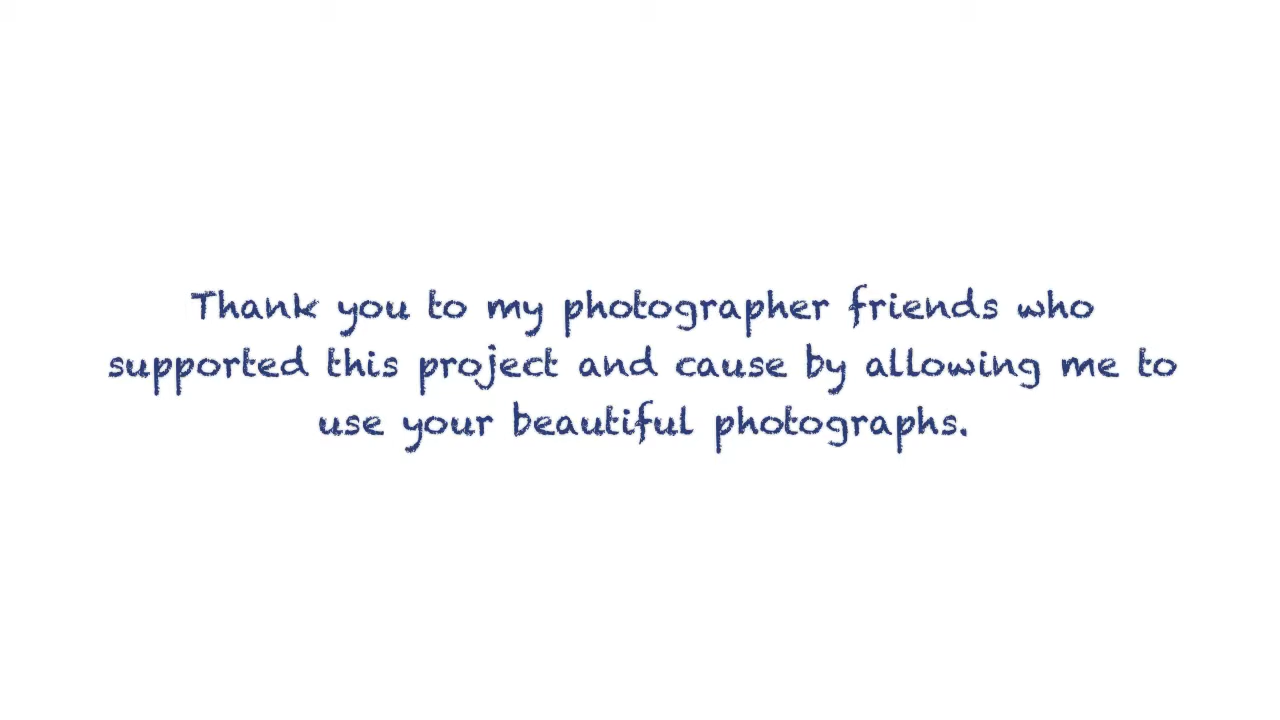 Thank you to my photographer friends who
supported this project and cause by allowing me to
use your beautiful photographs.